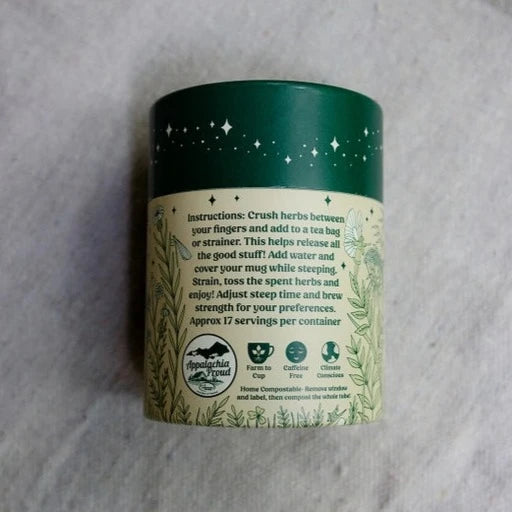 Instructions: Crush herbs between
your fingers and add to a tea bag
or strainer. This helps release all
the good stuff! Add water and
cover your mug while steeping.
Strain, toss the spent herbs and
enjoy! Adjust steep time and brew
strength for your preferences.
Approx 17 servings per container
Appalachia
Proud
Farm to
Cup
Caffeine
Free
Climate
Conscious
Home Compostable- Remove window
and label, then compost the whole tube!